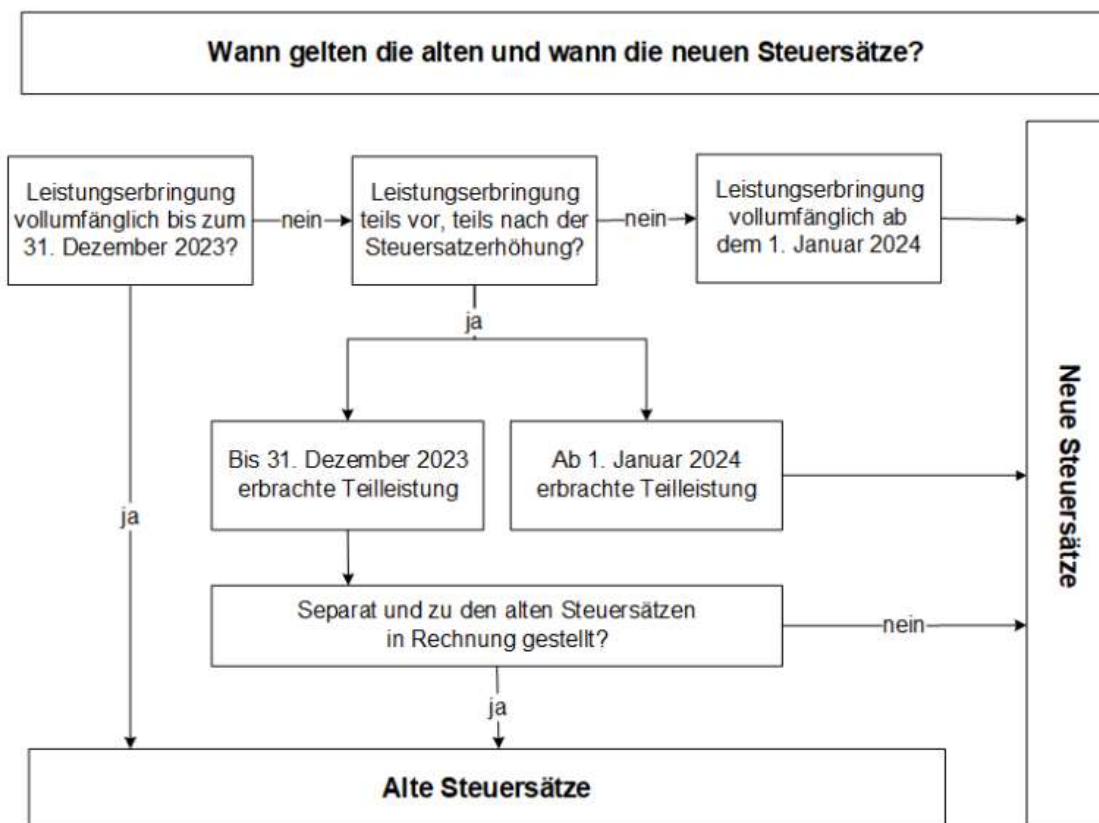 Wann gelten die alten und wann die neuen Steuersätze?
Leistungserbringung
vollumfänglich bis zum
31. Dezember 2023?
nein
Leistungserbringung
teils vor, teils nach der
Steuersatzerhöhung?
nein
Leistungserbringung
vollumfänglich ab
dem 1. Januar 2024
ja
Bis 31. Dezember 2023
erbrachte Teilleistung
Ab 1. Januar 2024
erbrachte Teilleistung
ja
Separat und zu den alten Steuersätzen
in Rechnung gestellt?
nein
ja
Alte Steuersätze
Neue Steuersätze